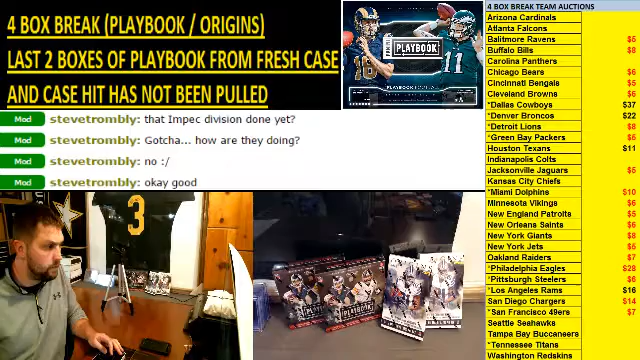 4 BOX BREAK (PLAYBOOK / ORIGINS)
LAST 2 BOXES OF PLAYBOOK FROM FRESH CASE
AND CASE HIT HAS NOT BEEN PULLED
PLAYBOOK
16
11
Mod stevetrombly: that Impec division done yet?
Mod stevetrombly: Gotcha... how are they doing?
Mod stevetrombly: no :/
Mod stevetrombly: okay good
3
PLAYBOOK
4 BOX BREAK TEAM AUCTIONS
Arizona Cardinals
Atlanta Falcons
Balitmore Ravens $6
Buffalo Bills $8
Carolina Panthers
Chicago Bears $6
Cincinnati Bengals $5
Cleveland Browns $6
*Dallas Cowboys $37
*Denver Broncos $22
*Detroit Lions $8
*Green Bay Packers $6
Houston Texans $11
Indianapolis Colts
Jacksonville Jaguars $5
Kansas City Chiefs
*Miami Dolphins $10
Minnesota Vikings $6
New England Patroits $5
New Orleans Saints $6
New York Giants $8
New York Jets $5
Oakland Raiders $7
*Philadelphia Eagles $28
*Pittsburg Steelers $6
*Los Angeles Rams $16
San Diego Chargers $14
*San Francisco 49ers $7
Seattle Seahawks
Tampa Bay Buccaneers
*Tennessee Titans
Washington Redskins